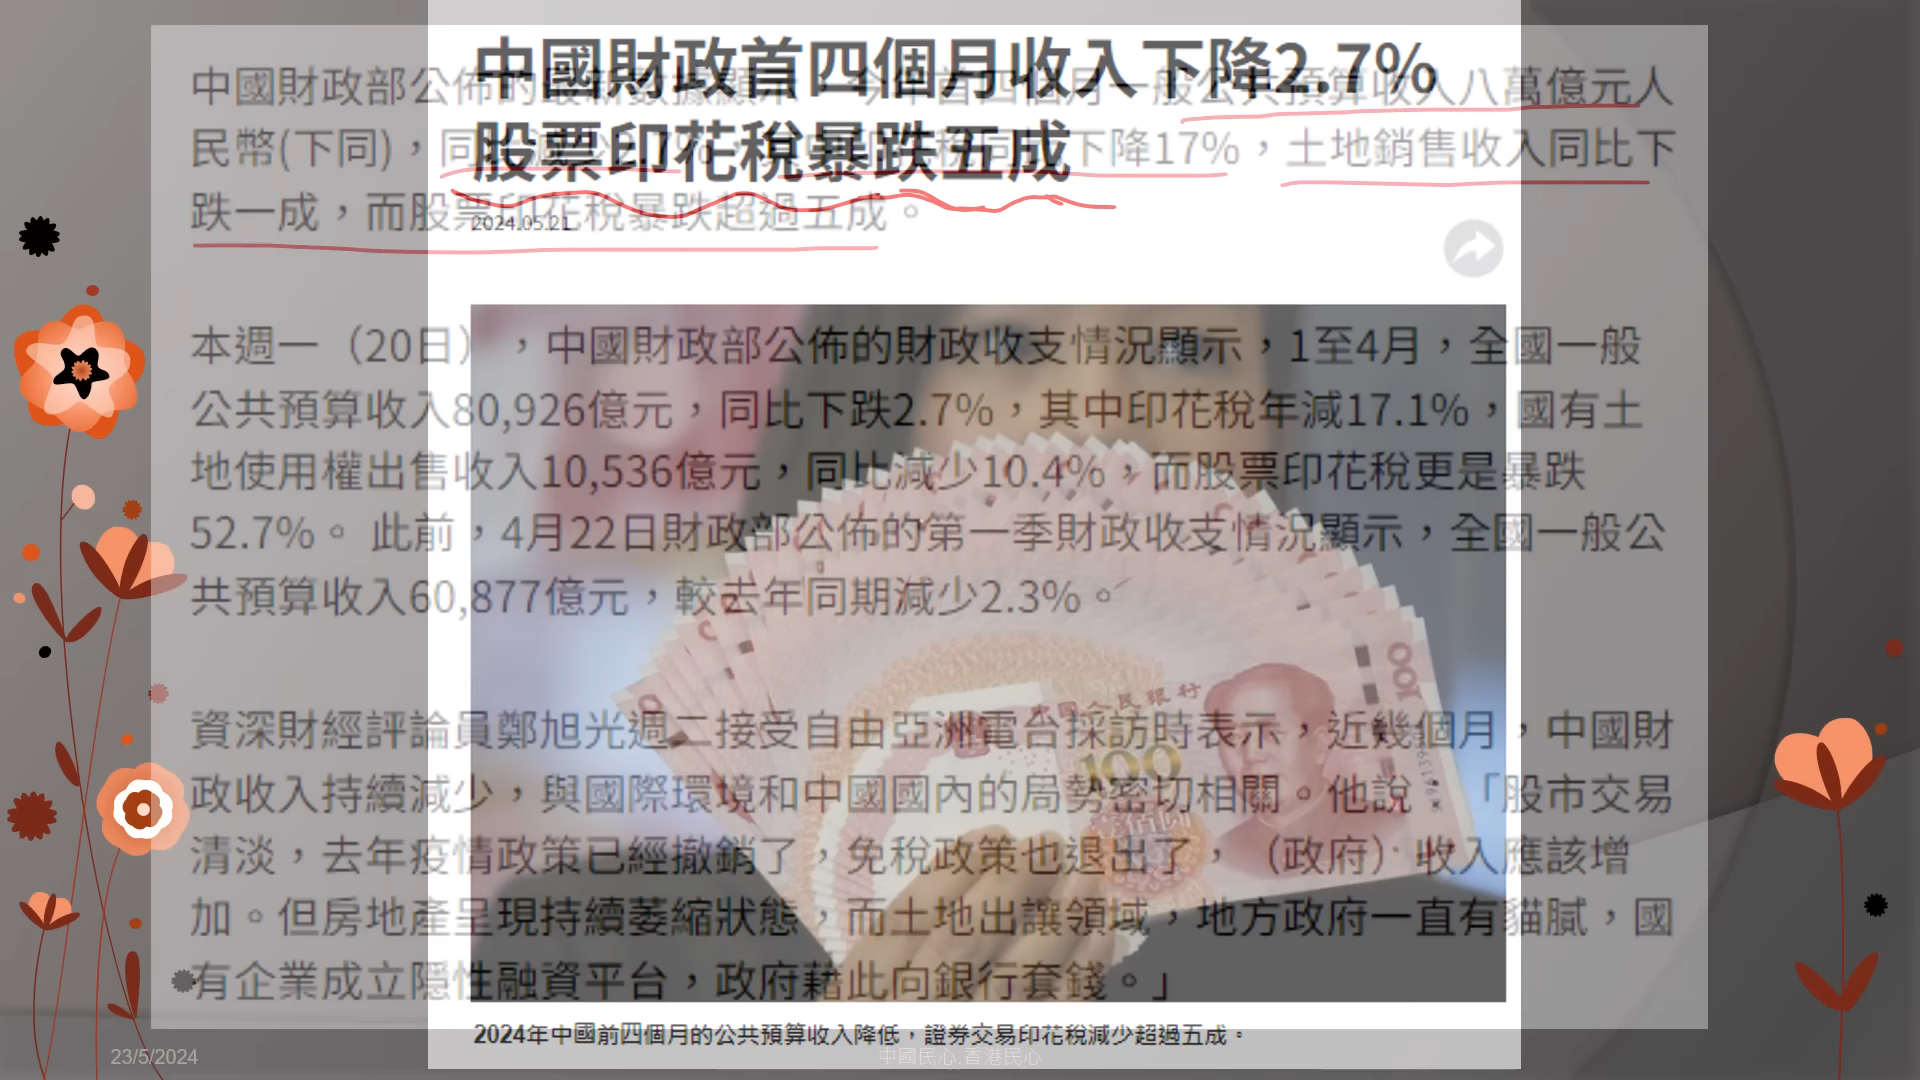 中國財政首四個月收入下降2.7%
股票印花稅暴跌五成
2024.05.21
中國財政部公佈的最新數據顯示，今年首四個月一般公共預算收入八萬億元人
民幣(下同)，同比減少2.7%，其中印花稅同比下降17%，土地銷售收入同比下
跌一成，而股票印花稅暴跌超過五成。
本週一（20日），中國財政部公佈的財政收支情況顯示，1至4月，全國一般
公共預算收入80,926億元，同比下跌2.7%，其中印花稅年減17.1%，國有土
地使用權出售收入10,536億元，同比減少10.4%，而股票印花稅更是暴跌
52.7%。 此前，4月22日財政部公佈的第一季財政收支情況顯示，全國一般公
共預算收入60,877億元，較去年同期減少2.3%。
資深財經評論員鄭旭光週二接受自由亞洲電台採訪時表示，近幾個月，中國財
政收入持續減少，與國際環境和中國國內的局勢密切相關。他說，「股市交易
清淡，去年疫情政策已經撤銷了，免稅政策也退出了，（政府）收入應該增
加。但房地產呈現持續萎縮狀態，而土地出讓領域，地方政府一直有貓膩，國
有企業成立隱性融資平台，政府藉此向銀行套錢。」
中國人民銀行
100
壹佰圓
100
2024年中國前四個月的公共預算收入降低，證券交易印花稅減少超過五成。
23/5/2024
中國民心.香港民心